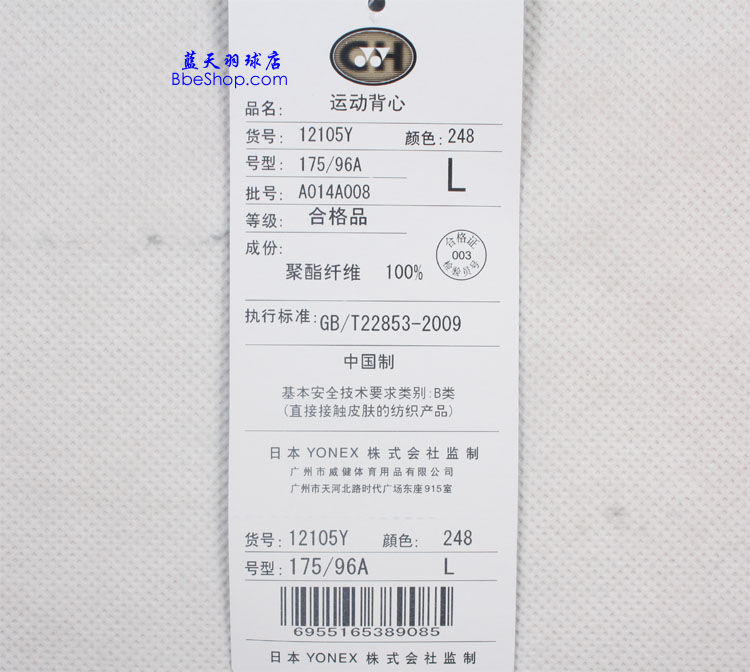 蓝天羽球店
BbeShop.com
CH
品名: 运动背心
货号: 12105Y 颜色: 248
号型: 175/96A L
批号: A014A008
等级: 合格品
成份:
聚酯纤维 100%
合格证
003
检验员号
执行标准: GB/T22853-2009
中国制
基本安全技术要求类别:B类
(直接接触皮肤的纺织产品)
日本 YONEX 株式会社监制
广州市威健体育用品有限公司
广州市天河北路时代广场东座915室
货号: 12105Y 颜色: 248
号型: 175/96A L
6955165389085
日本 YONEX 株式会社监制